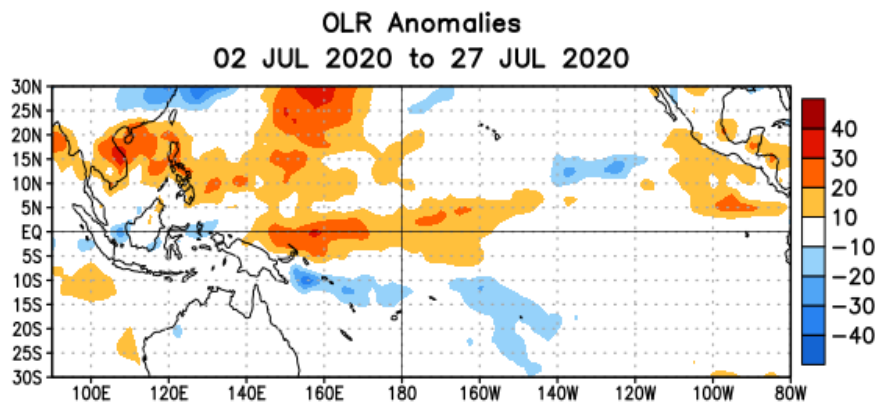 OLR Anomalies
02 JUL 2020 to 27 JUL 2020
30N
25N
20N
15N
10N
5N
EQ
5S
10S
15S
20S
25S
30S
100E 120E 140E 160E 180 160W 140W 120W 100W 80W
40
30
20
10
-10
-20
-30
-40